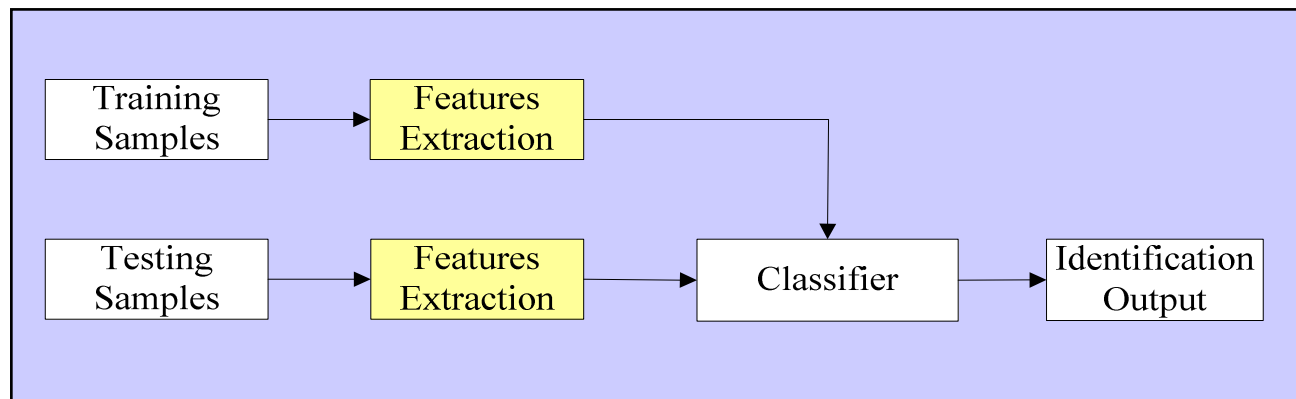 Training
Samples
Features
Extraction
Testing
Samples
Features
Extraction
Classifier
Identification
Output